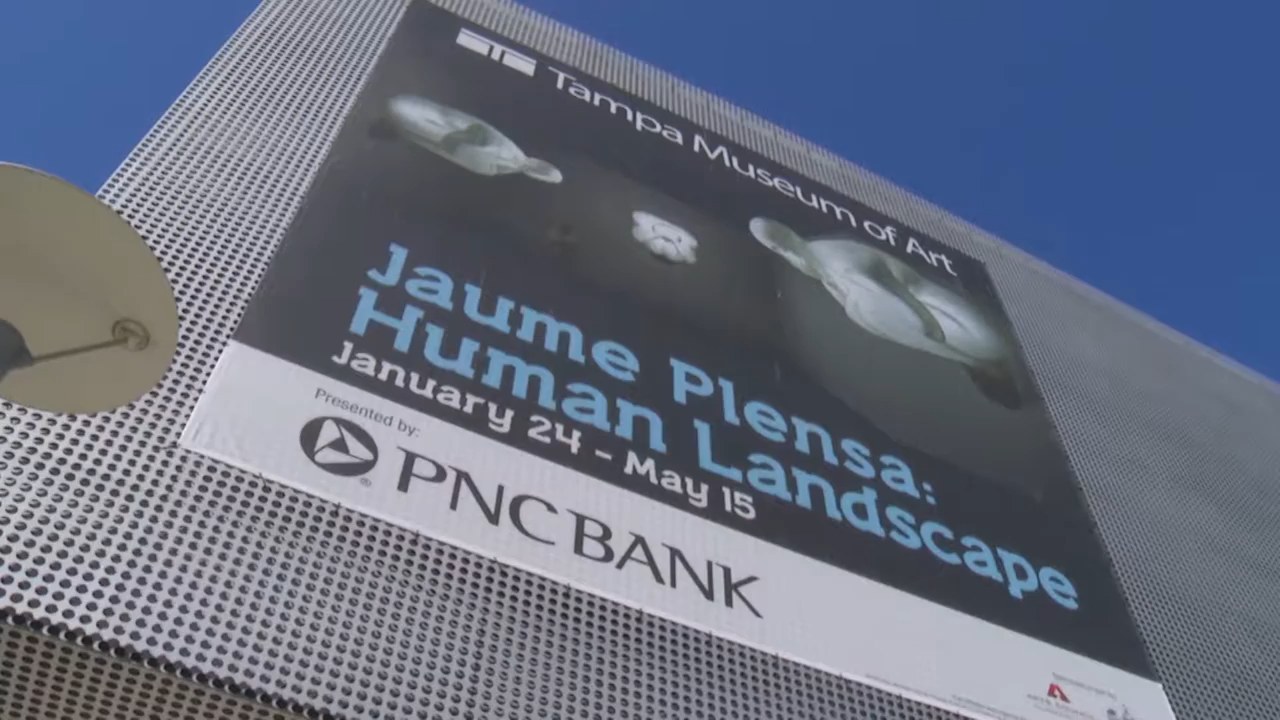 Tampa Museum of Art
Jaume Plensa:
Human Landscape
January 24 - May 15
Presented by:
PNC BANK